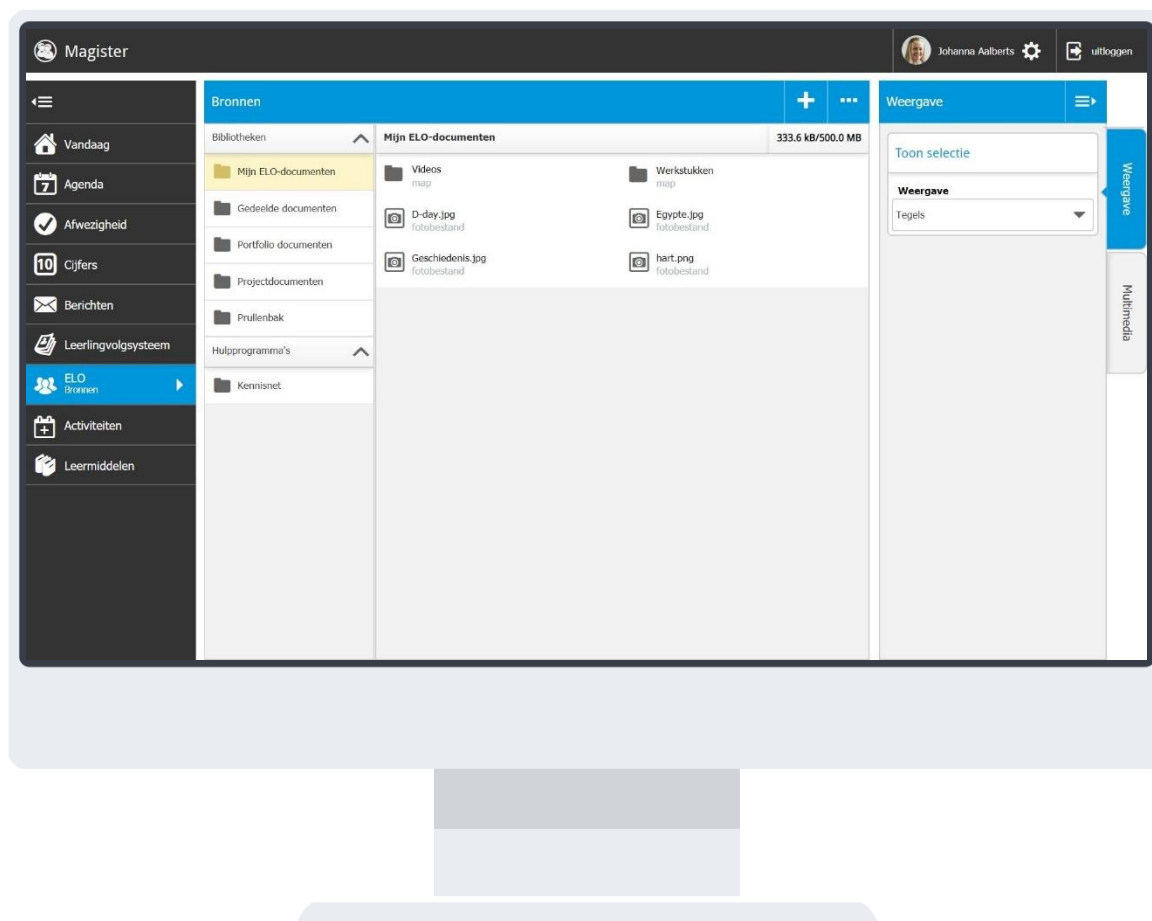 Magister
Johanna Aalberts
uitloggen
Vandaag
7 Agenda
Afwezigheid
10 Cijfers
Berichten
Leerlingvolgsysteem
ELO
Bronnen
Activiteiten
Leermiddelen
Bronnen
Bibliotheken
Mijn ELO-documenten
Gedeelde documenten
Portfolio documenten
Projectdocumenten
Prullenbak
Hulpprogramma's
Kennisnet
Mijn ELO-documenten
333.6 kB/500.0 MB
Videos
map
Werkstukken
map
D-day.jpg
fotobestand
Egypte.jpg
fotobestand
Geschiedenis.jpg
fotobestand
hart.png
fotobestand
Weergave
Toon selectie
Weergave
Tegels
Weergave
Multimedia